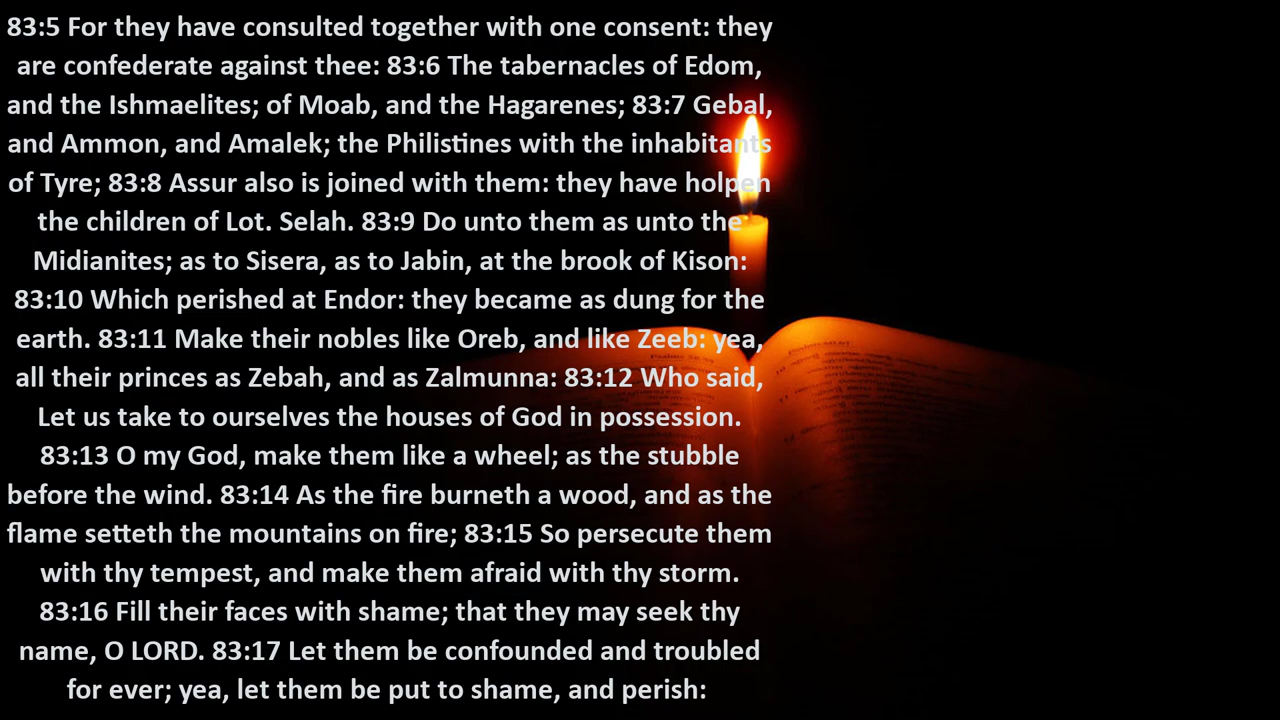 83:5 For they have consulted together with one consent: they
are confederate against thee: 83:6 The tabernacles of Edom,
and the Ishmaelites; of Moab, and the Hagarenes; 83:7 Gebal,
and Ammon, and Amalek; the Philistines with the inhabitants
of Tyre; 83:8 Assur also is joined with them: they have holpen
the children of Lot. Selah. 83:9 Do unto them as unto the
Midianites; as to Sisera, as to Jabin, at the brook of Kison:
83:10 Which perished at Endor: they became as dung for the
earth. 83:11 Make their nobles like Oreb, and like Zeeb: yea,
all their princes as Zebah, and as Zalmunna: 83:12 Who said,
Let us take to ourselves the houses of God in possession.
83:13 O my God, make them like a wheel; as the stubble
before the wind. 83:14 As the fire burneth a wood, and as the
flame setteth the mountains on fire; 83:15 So persecute them
with thy tempest, and make them afraid with thy storm.
83:16 Fill their faces with shame; that they may seek thy
name, O LORD. 83:17 Let them be confounded and troubled
for ever; yea, let them be put to shame, and perish: